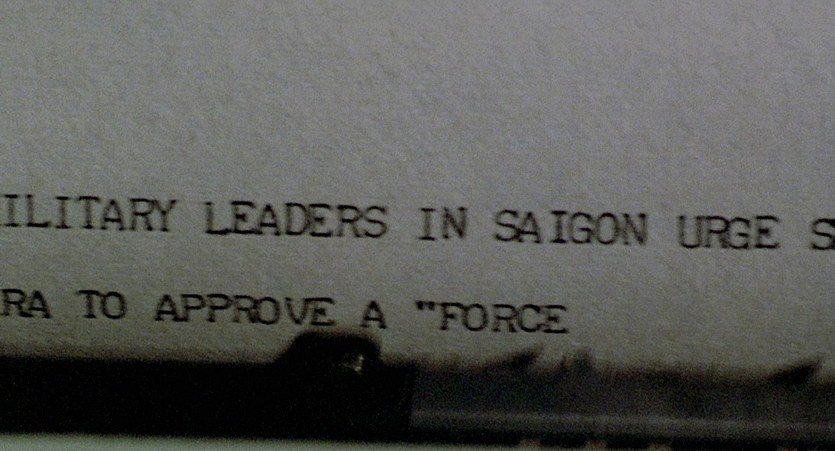 ILITARY LEADERS IN SAIGON URGE S
RA TO APPROVE A "FORCE